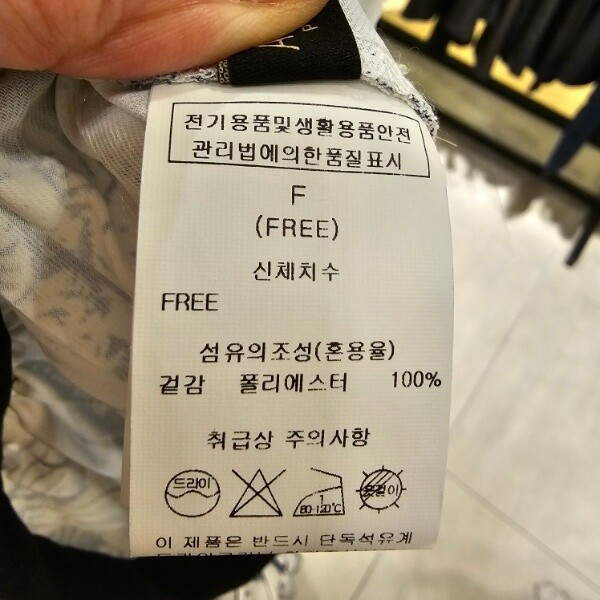 전기용품및생활용품안전
관리법에의한품질표시
F
(FREE)
신체치수
FREE
섬유의조성(혼용율)
겉감 폴리에스터 100%
취급상 주의사항
드라이
80-120℃
옷걸이
이 제품은 반드시 단독석유계